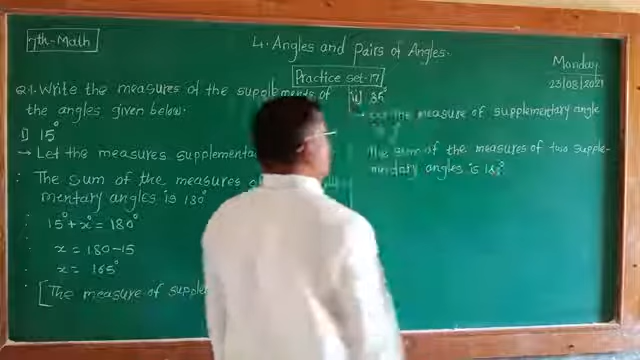 7th-Math
4. Angles and Pairs of Angles.
Monday
23/08/2021
Practice set-17
Q.1. Write the measures of the supplements of
the angles given below.
i) 15°
→ Let the measures supplementa
∴ The sum of the measures
mentary angles is 180°
∴ 15° + x° = 180°
∴ x = 180-15
∴ x = 165°
∴ [The measure of supple
ii) 85°
the measure of supplementary angle
The sum of the measures of two supple-
mentary angles is 180°